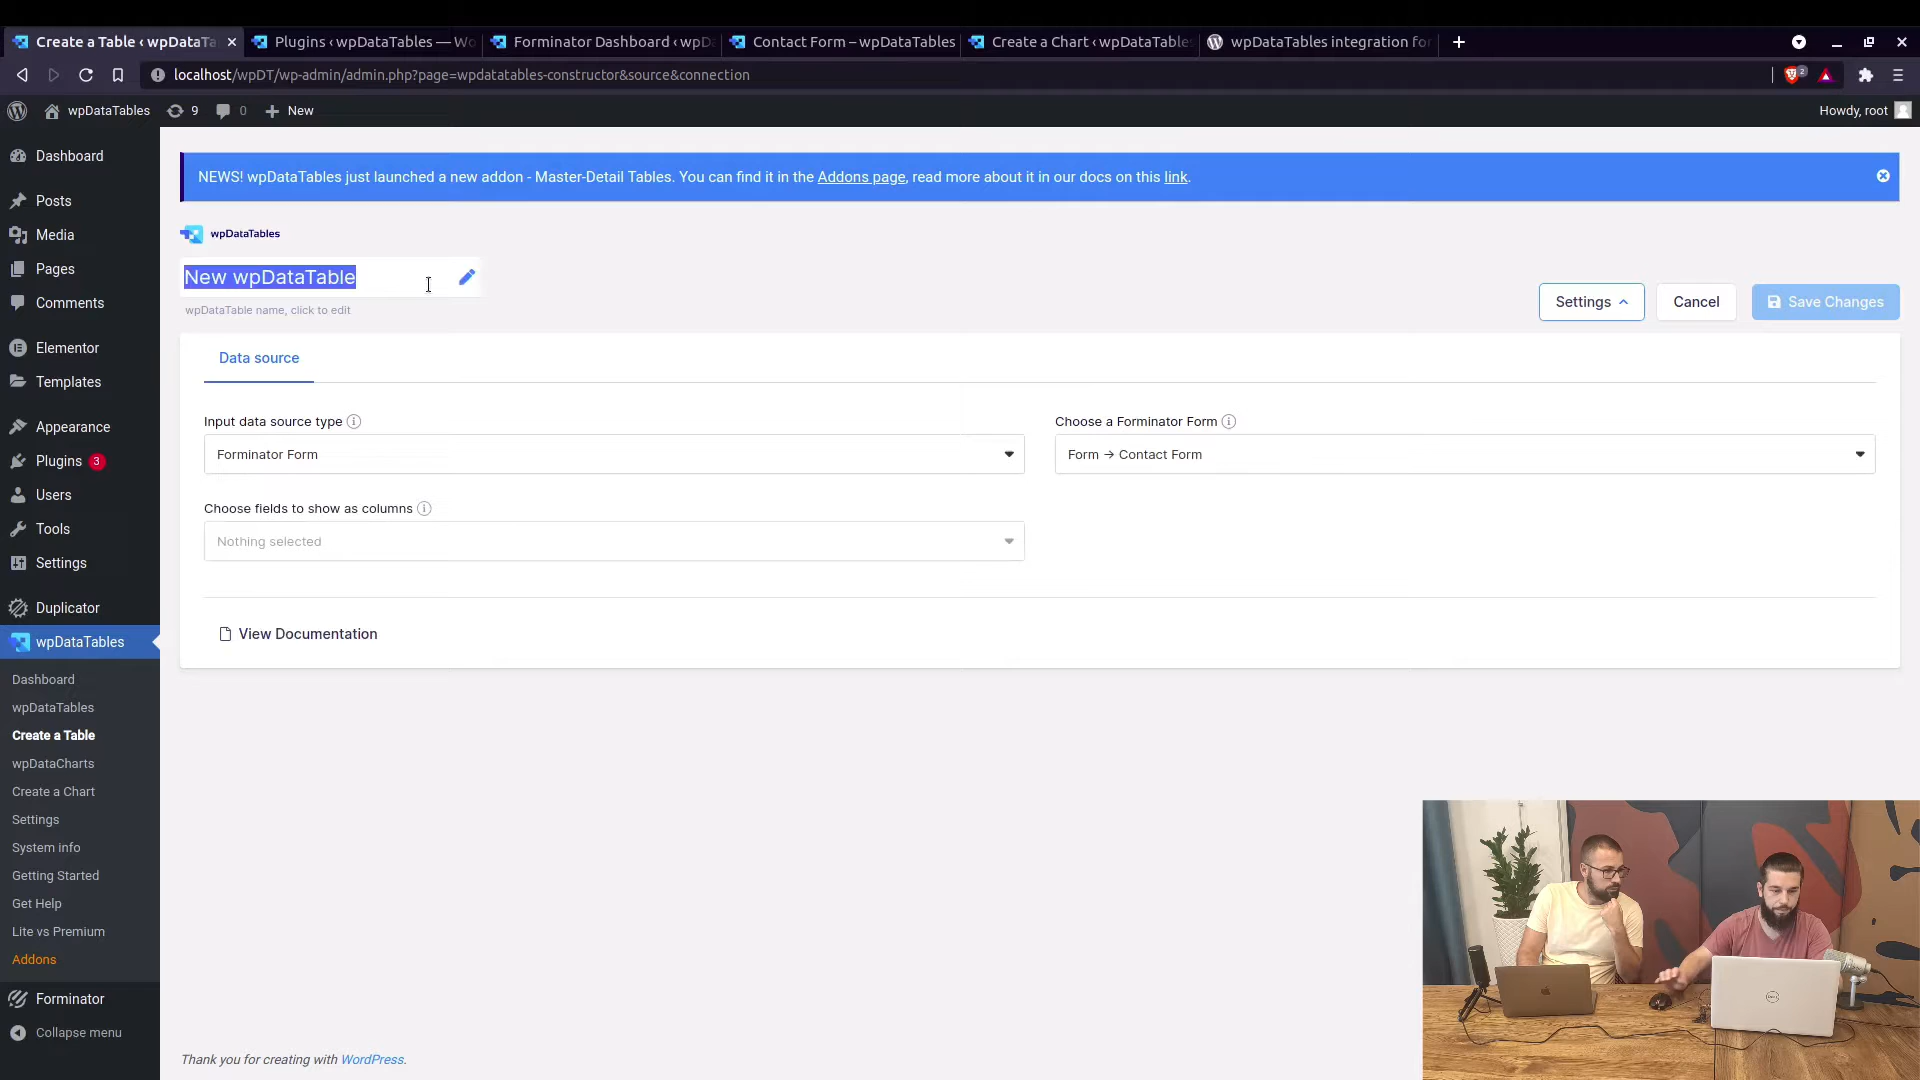 Create a Table ‹ wpDataTa
Plugins ‹ wpDataTables — Wo
Forminator Dashboard ‹ wpD
Contact Form – wpDataTables
Create a Chart ‹ wpDataTables
wpDataTables integration for
localhost/wpDT/wp-admin/admin.php?page=wpdatatables-constructor&source&connection
2
wpDataTables
9
0
New
Howdy, root
Dashboard
Posts
Media
Pages
Comments
Elementor
Templates
Appearance
Plugins 3
Users
Tools
Settings
Duplicator
wpDataTables
Dashboard
wpDataTables
Create a Table
wpDataCharts
Create a Chart
Settings
System info
Getting Started
Get Help
Lite vs Premium
Addons
Forminator
Collapse menu
NEWS! wpDataTables just launched a new addon - Master-Detail Tables. You can find it in the Addons page, read more about it in our docs on this link.
wpDataTables
New wpDataTable
wpDataTable name, click to edit
Settings
Cancel
Save Changes
Data source
Input data source type
Forminator Form
Choose a Forminator Form
Form → Contact Form
Choose fields to show as columns
Nothing selected
View Documentation
Thank you for creating with WordPress.